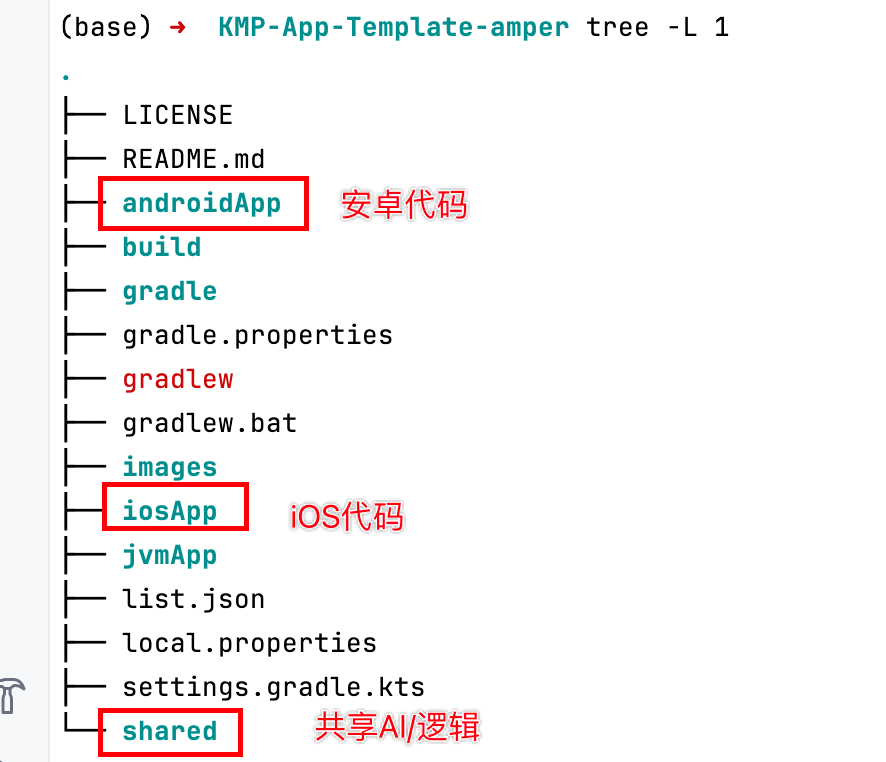 (base) → KMP-App-Template-amper tree -L 1
.
├── LICENSE
├── README.md
├── androidApp 安卓代码
├── build
├── gradle
├── gradle.properties
├── gradlew
├── gradlew.bat
├── images
├── iosApp iOS代码
├── jvmApp
├── list.json
├── local.properties
├── settings.gradle.kts
└── shared 共享AI/逻辑